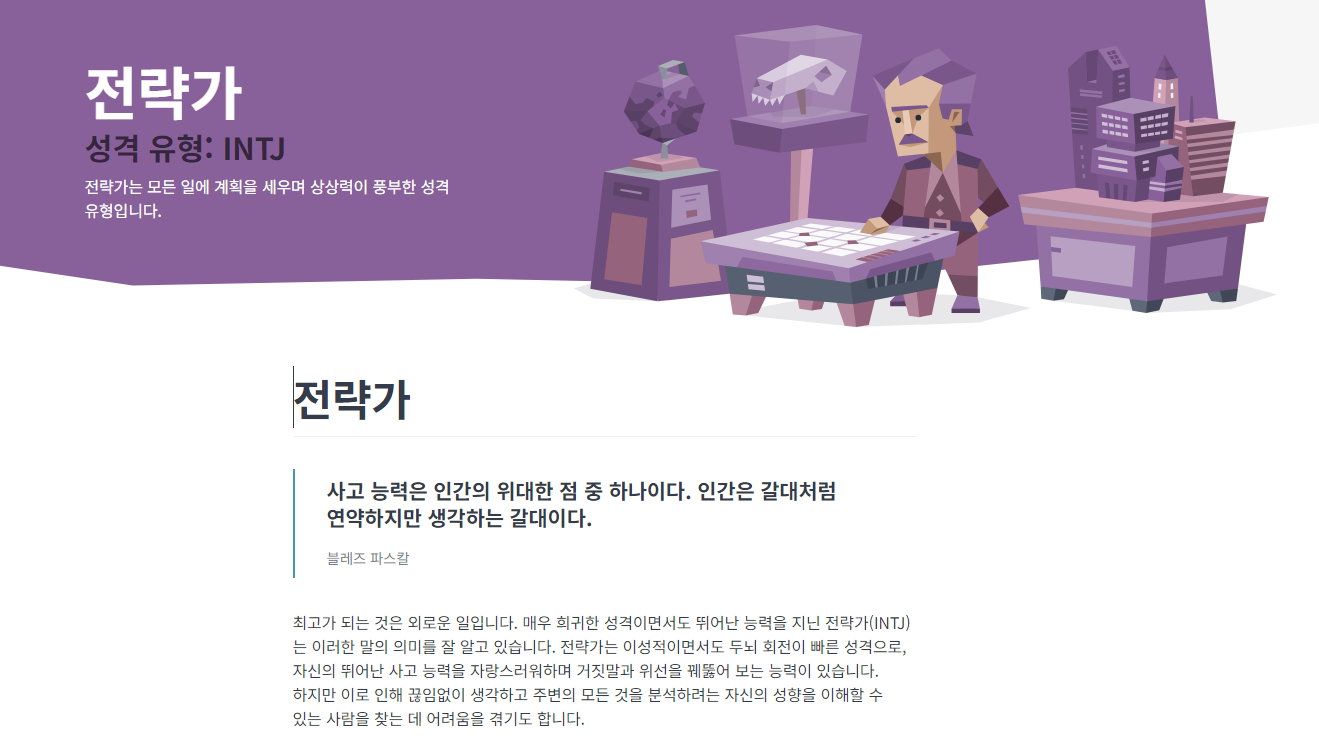 전략가
성격 유형: INTJ
전략가는 모든 일에 계획을 세우며 상상력이 풍부한 성격
유형입니다.
전략가
사고 능력은 인간의 위대한 점 중 하나이다. 인간은 갈대처럼
연약하지만 생각하는 갈대이다.
블레즈 파스칼
최고가 되는 것은 외로운 일입니다. 매우 희귀한 성격이면서도 뛰어난 능력을 지닌 전략가(INTJ)
는 이러한 말의 의미를 잘 알고 있습니다. 전략가는 이성적이면서도 두뇌 회전이 빠른 성격으로,
자신의 뛰어난 사고 능력을 자랑스러워하며 거짓말과 위선을 꿰뚫어 보는 능력이 있습니다.
하지만 이로 인해 끊임없이 생각하고 주변의 모든 것을 분석하려는 자신의 성향을 이해할 수
있는 사람을 찾는 데 어려움을 겪기도 합니다.